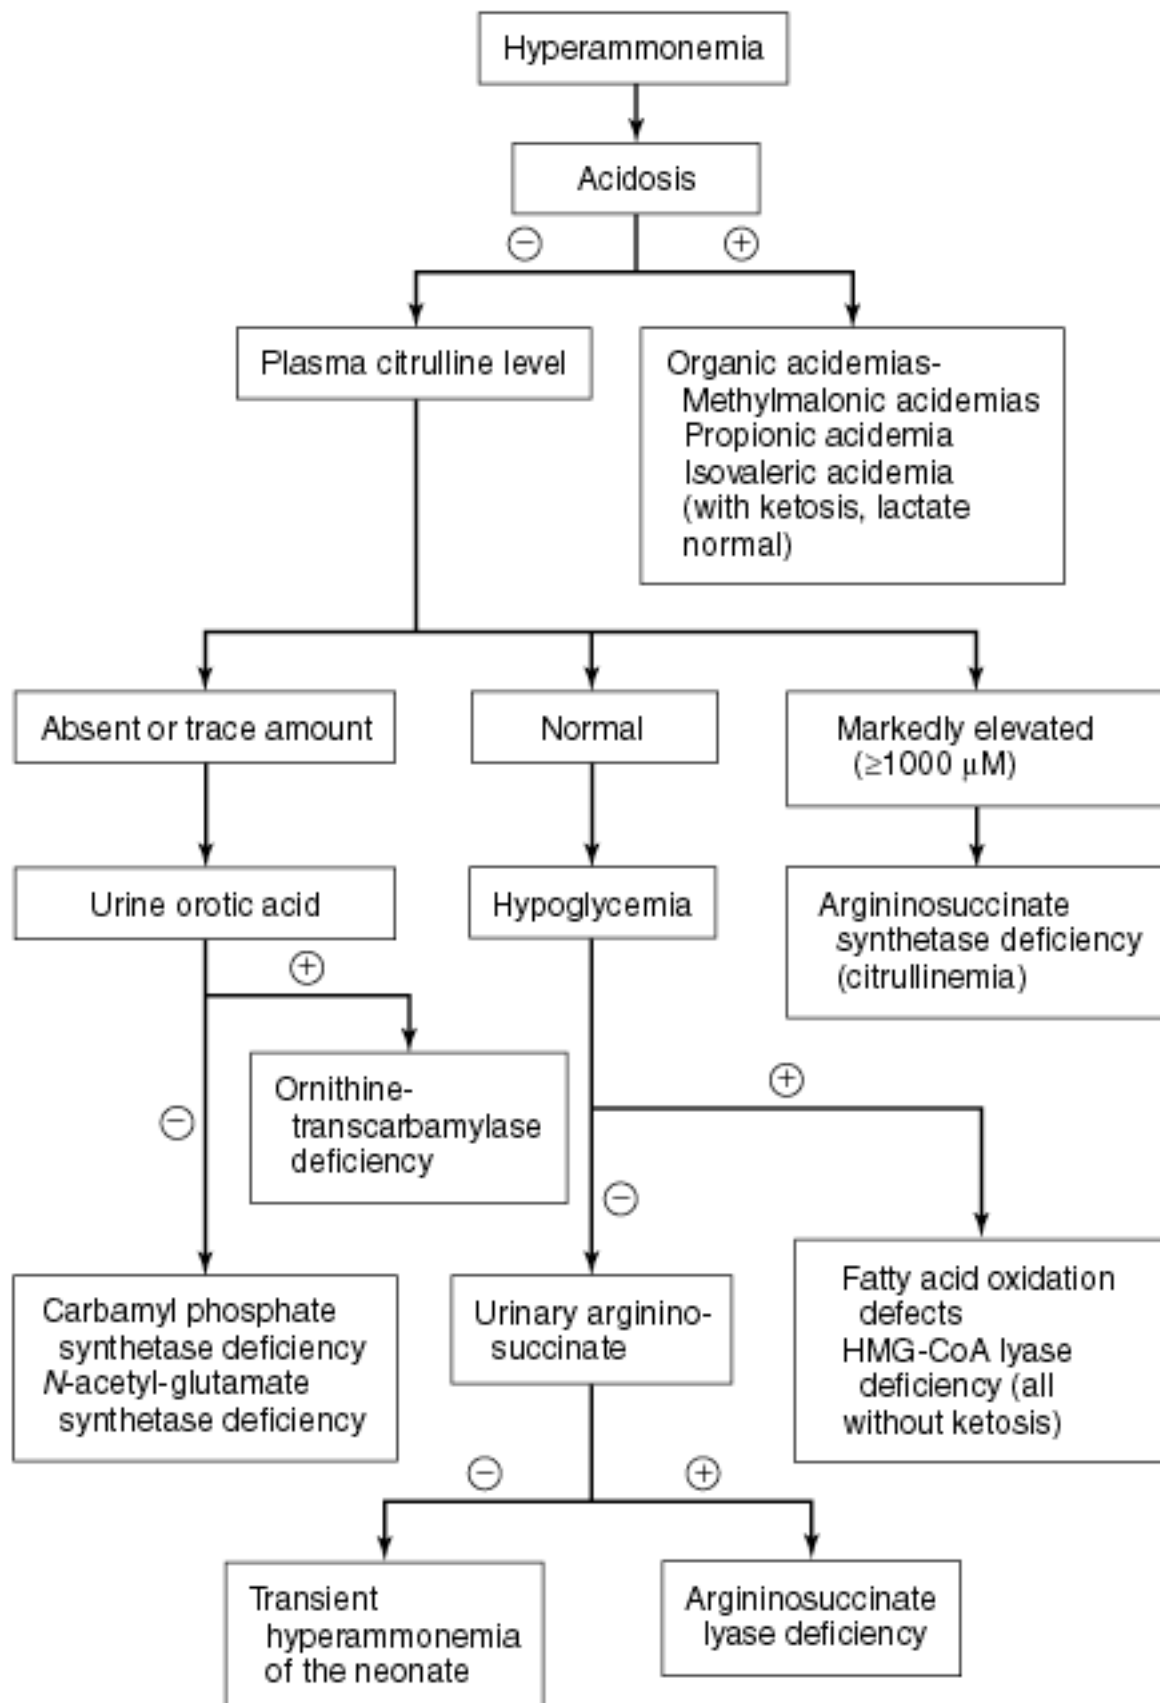 Hyperammonemia
Acidosis
⊖
⊕
Plasma citrulline level
Organic acidemias-
Methylmalonic acidemias
Propionic acidemia
Isovaleric acidemia
(with ketosis, lactate
normal)
Absent or trace amount
Normal
Markedly elevated
(≥1000 μM)
Urine orotic acid
Hypoglycemia
Argininosuccinate
synthetase deficiency
(citrullinemia)
⊕
Ornithine-
transcarbamylase
deficiency
⊖
⊕
⊖
Carbamyl phosphate
synthetase deficiency
N-acetyl-glutamate
synthetase deficiency
Urinary arginino-
succinate
Fatty acid oxidation
defects
HMG-CoA lyase
deficiency (all
without ketosis)
⊖
⊕
Transient
hyperammonemia
of the neonate
Argininosuccinate
lyase deficiency